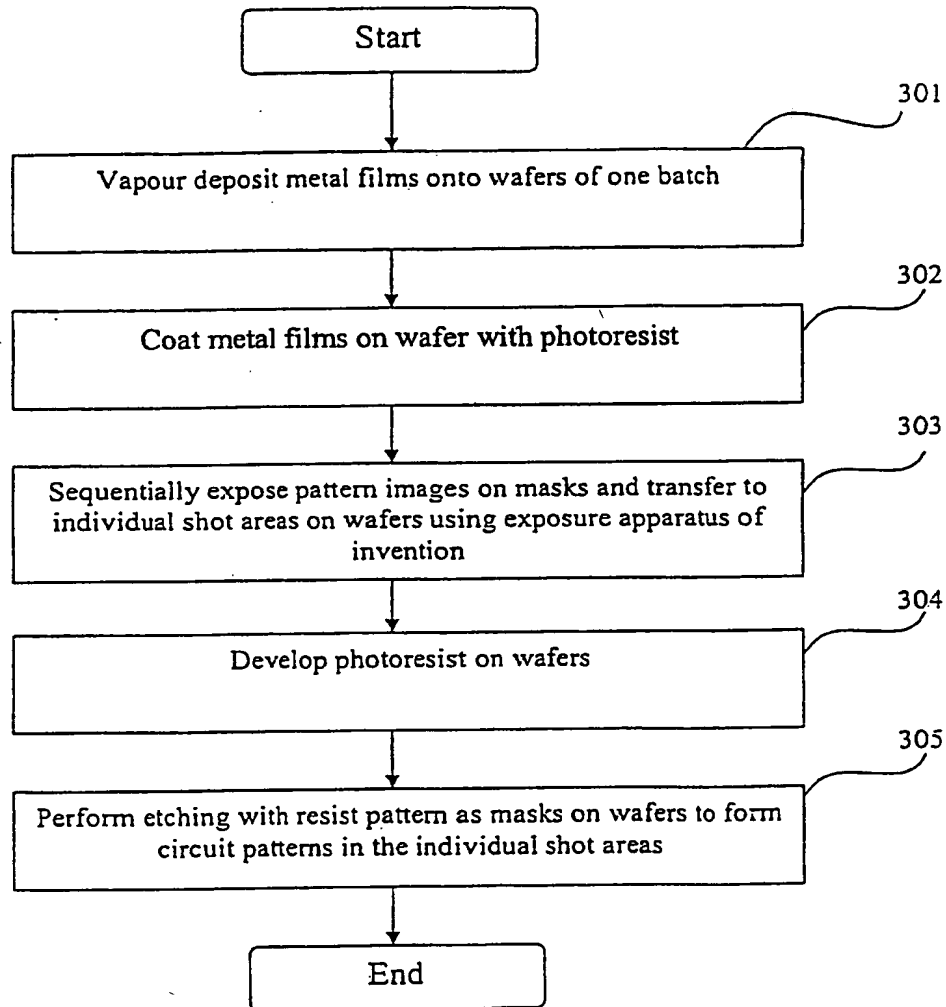 Start
301
Vapour deposit metal films onto wafers of one batch
302
Coat metal films on wafer with photoresist
303
Sequentially expose pattern images on masks and transfer to
individual shot areas on wafers using exposure apparatus of
invention
304
Develop photoresist on wafers
305
Perform etching with resist pattern as masks on wafers to form
circuit patterns in the individual shot areas
End